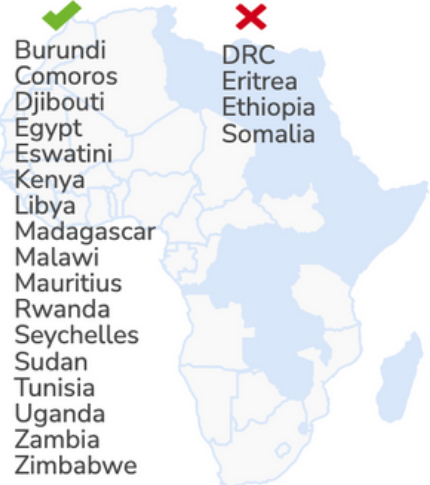 Burundi
Comoros
Djibouti
Egypt
Eswatini
Kenya
Libya
Madagascar
Malawi
Mauritius
Rwanda
Seychelles
Sudan
Tunisia
Uganda
Zambia
Zimbabwe
DRC
Eritrea
Ethiopia
Somalia